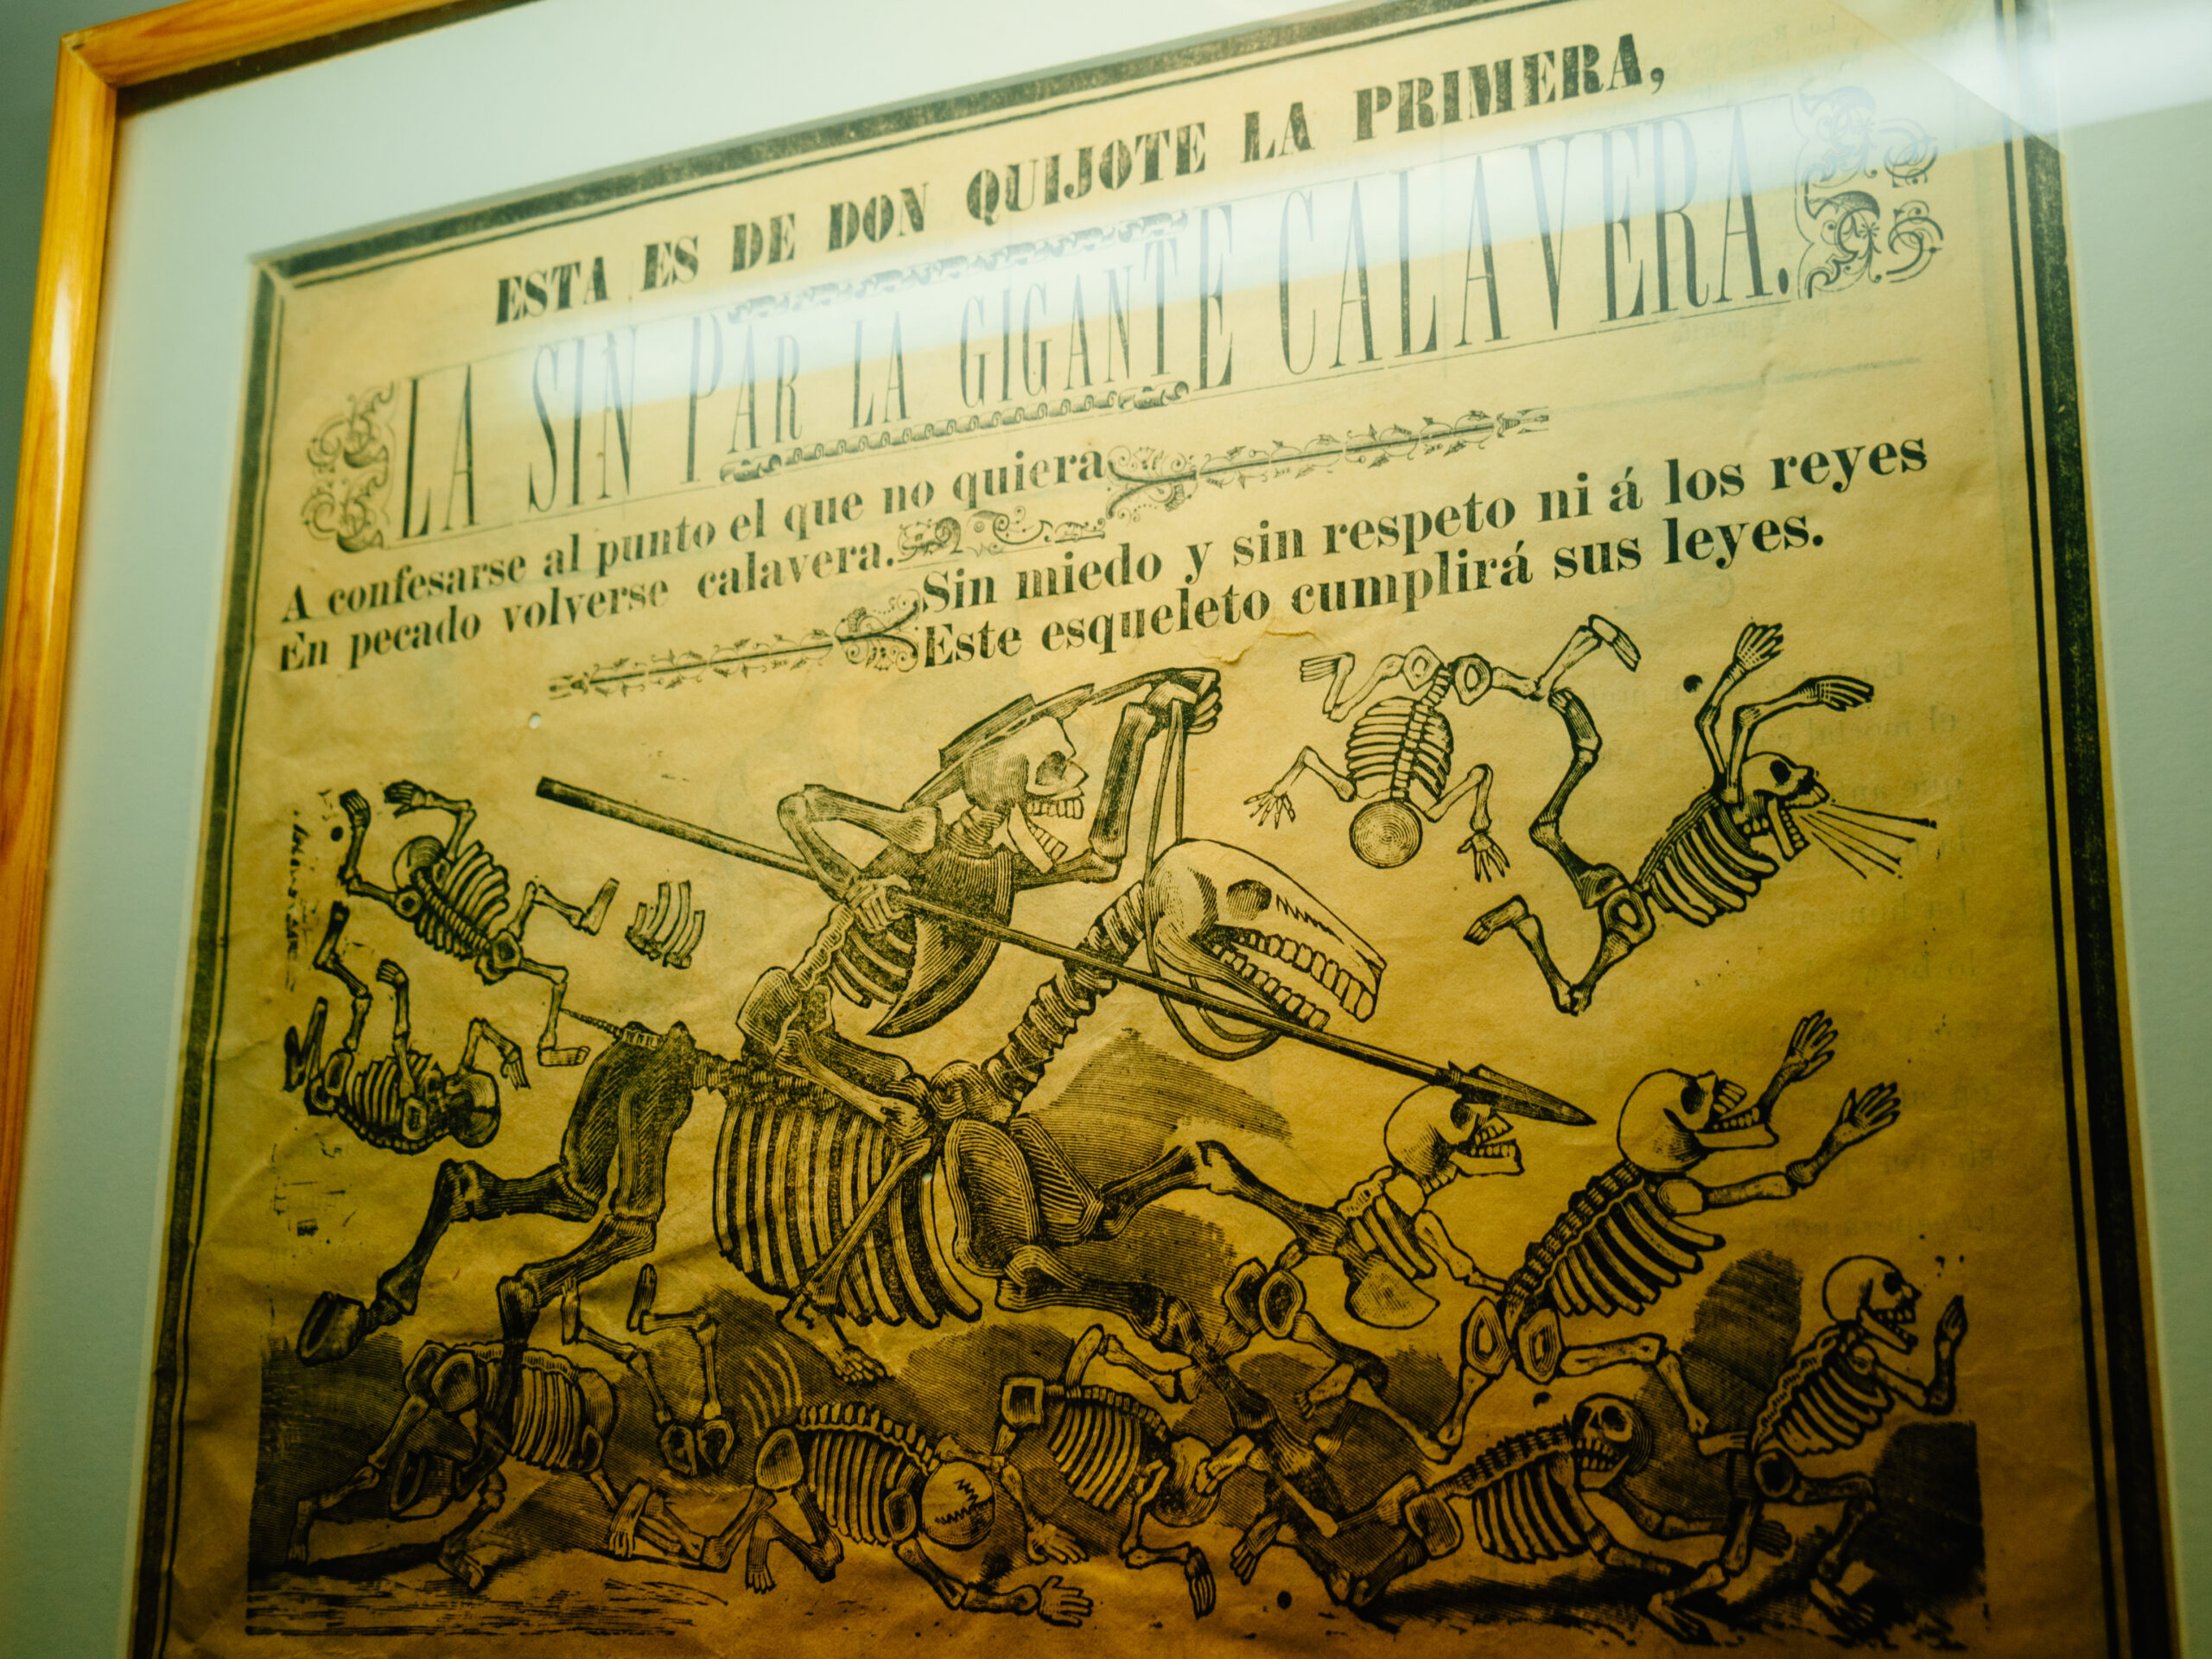 ESTA ES DE DON QUIJOTE LA PRIMERA,
LA SIN PAR LA GIGANTE CALAVERA.
A confesarse al punto el que no quiera
En pecado volverse calavera.
Sin miedo y sin respeto ni á los reyes
Este esqueleto cumplirá sus leyes.